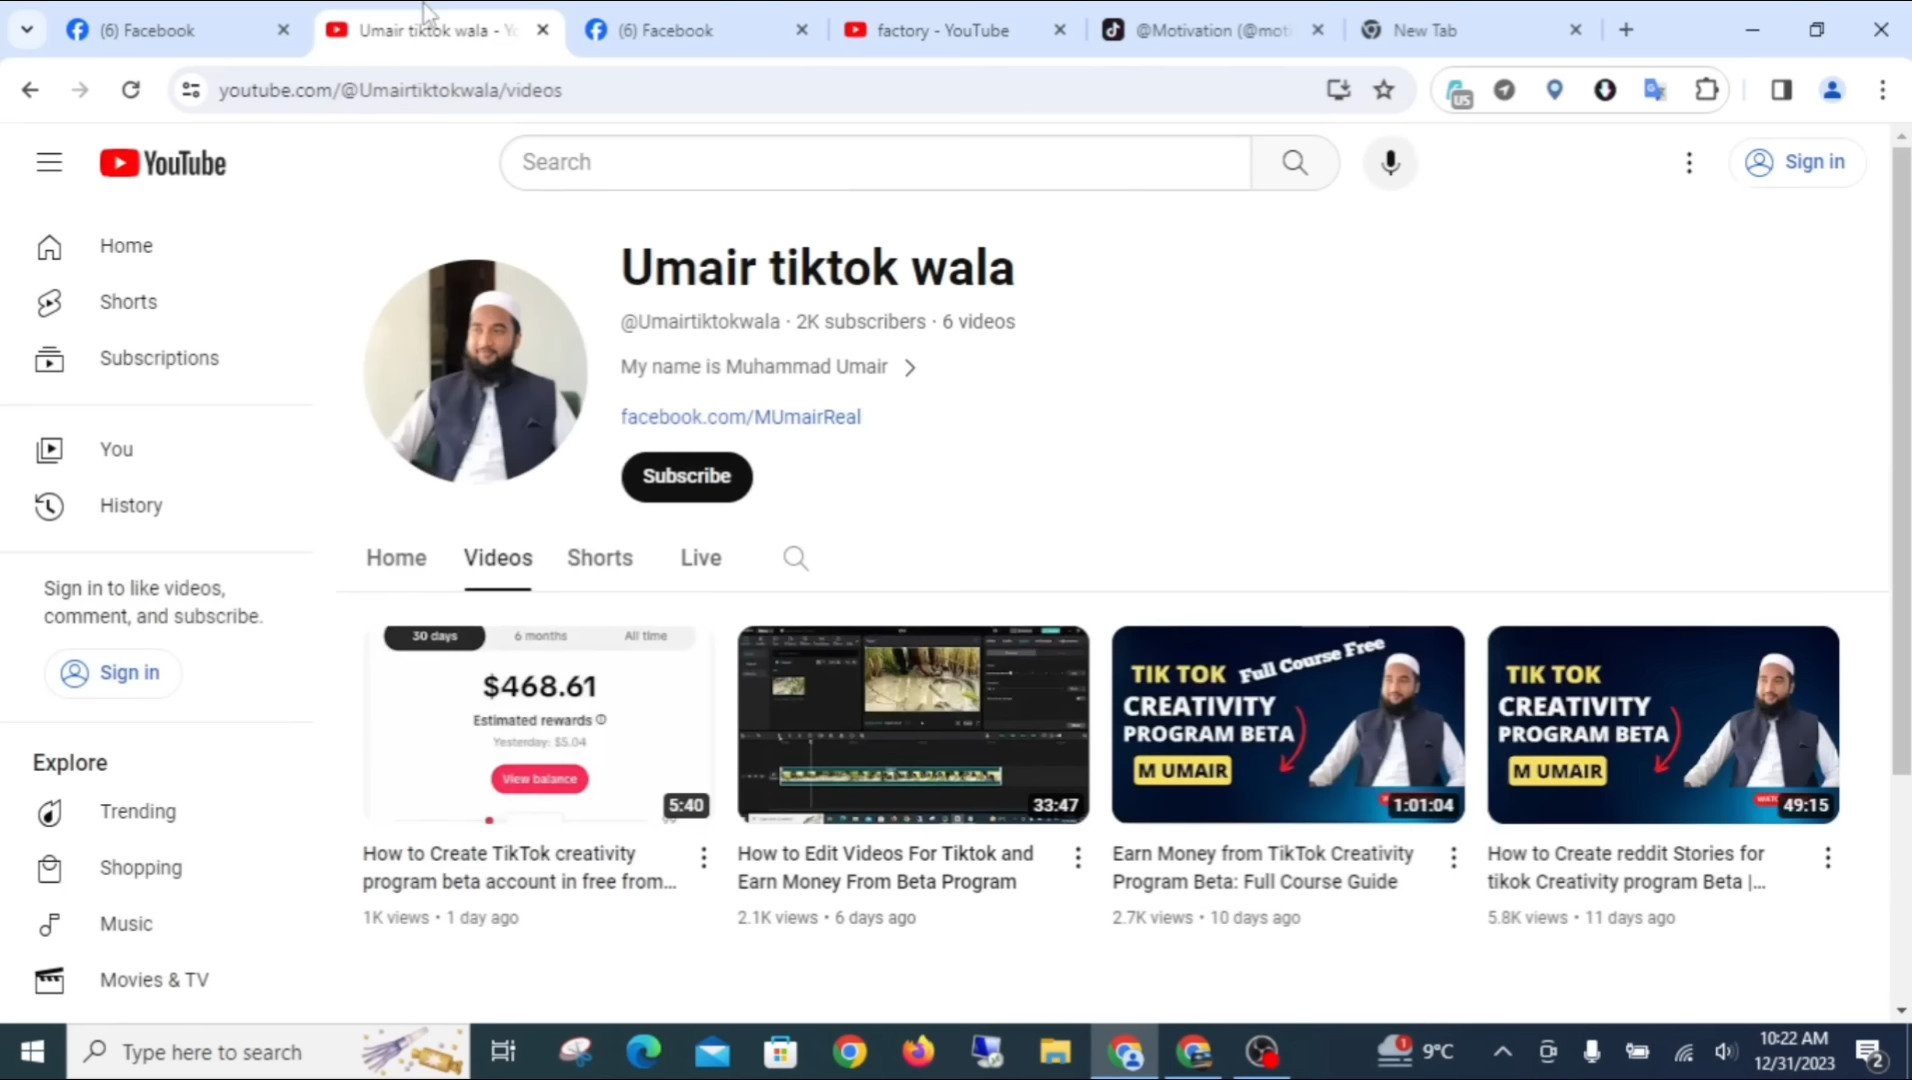 (6) Facebook
Umair tiktok wala - Yo
(6) Facebook
factory - YouTube
@Motivation (@moti
New Tab
youtube.com/@Umairtiktokwala/videos
US
YouTube
Search
Sign in
Home
Shorts
Subscriptions
You
History
Sign in to like videos,
comment, and subscribe.
Sign in
Explore
Trending
Shopping
Music
Movies & TV
Umair tiktok wala
@Umairtiktokwala · 2K subscribers · 6 videos
My name is Muhammad Umair
facebook.com/MUmairReal
Subscribe
Home Videos Shorts Live
30 days 6 months All time
$468.61
Estimated rewards
Yesterday: $5.04
View balance
5:40
How to Create TikTok creativity
program beta account in free from...
1K views • 1 day ago
33:47
How to Edit Videos For Tiktok and
Earn Money From Beta Program
2.1K views • 6 days ago
TIK TOK Full Course Free
CREATIVITY
PROGRAM BETA
M UMAIR
1:01:04
Earn Money from TikTok Creativity
Program Beta: Full Course Guide
2.7K views • 10 days ago
TIK TOK
CREATIVITY
PROGRAM BETA
M UMAIR
49:15
How to Create reddit Stories for
tikok Creativity program Beta |...
5.8K views • 11 days ago
Type here to search
1
9°C
10:22 AM
12/31/2023
2